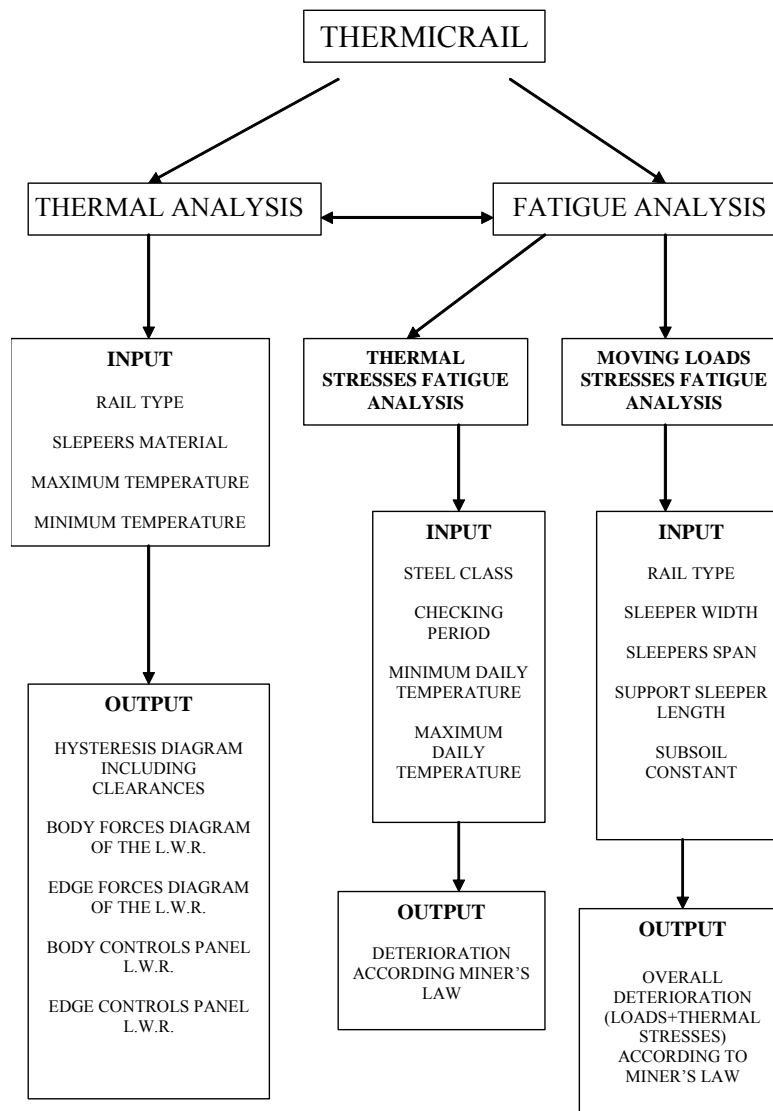 THERMICRAIL
THERMAL ANALYSIS
FATIGUE ANALYSIS
INPUT
RAIL TYPE
SLEPEERS MATERIAL
MAXIMUM TEMPERATURE
MINIMUM TEMPERATURE
THERMAL
STRESSES FATIGUE
ANALYSIS
MOVING LOADS
STRESSES FATIGUE
ANALYSIS
INPUT
STEEL CLASS
CHECKING
PERIOD
MINIMUM DAILY
TEMPERATURE
MAXIMUM
DAILY
TEMPERATURE
INPUT
RAIL TYPE
SLEEPER WIDTH
SLEEPERS SPAN
SUPPORT SLEEPER
LENGTH
SUBSOIL
CONSTANT
OUTPUT
HYSTERESIS DIAGRAM
INCLUDING
CLEARANCES
BODY FORCES DIAGRAM
OF THE L.W.R.
EDGE FORCES DIAGRAM
OF THE L.W.R.
BODY CONTROLS PANEL
L.W.R.
EDGE CONTROLS PANEL
L.W.R.
OUTPUT
DETERIORATION
ACCORDING MINER'S
LAW
OUTPUT
OVERALL
DETERIORATION
(LOADS+THERMAL
STRESSES)
ACCORDING TO
MINER'S LAW